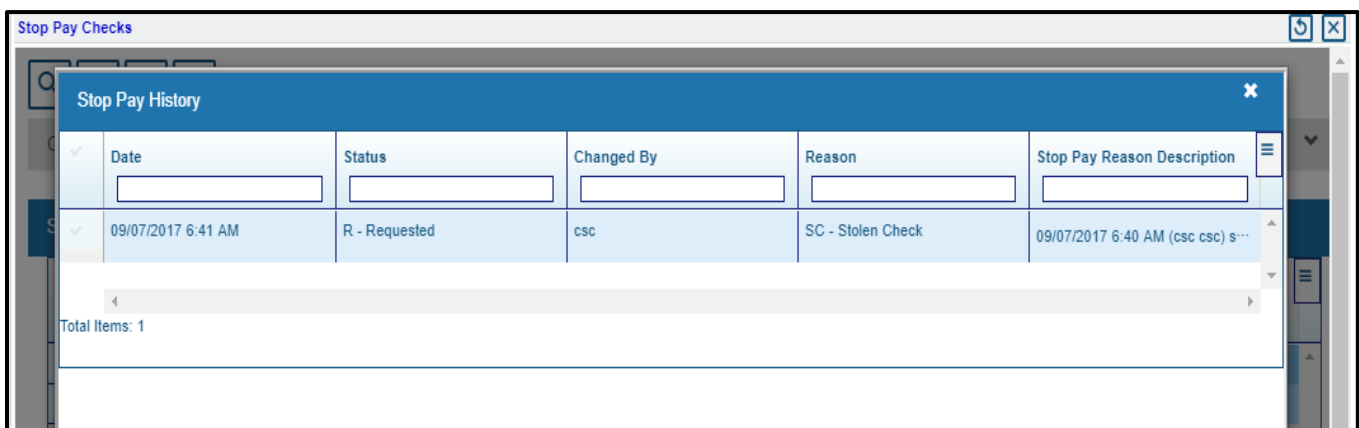 Stop Pay Checks
Stop Pay History
Date Status Changed By Reason Stop Pay Reason Description
09/07/2017 6:41 AM R - Requested csc SC - Stolen Check 09/07/2017 6:40 AM (csc csc) s···
Total Items: 1